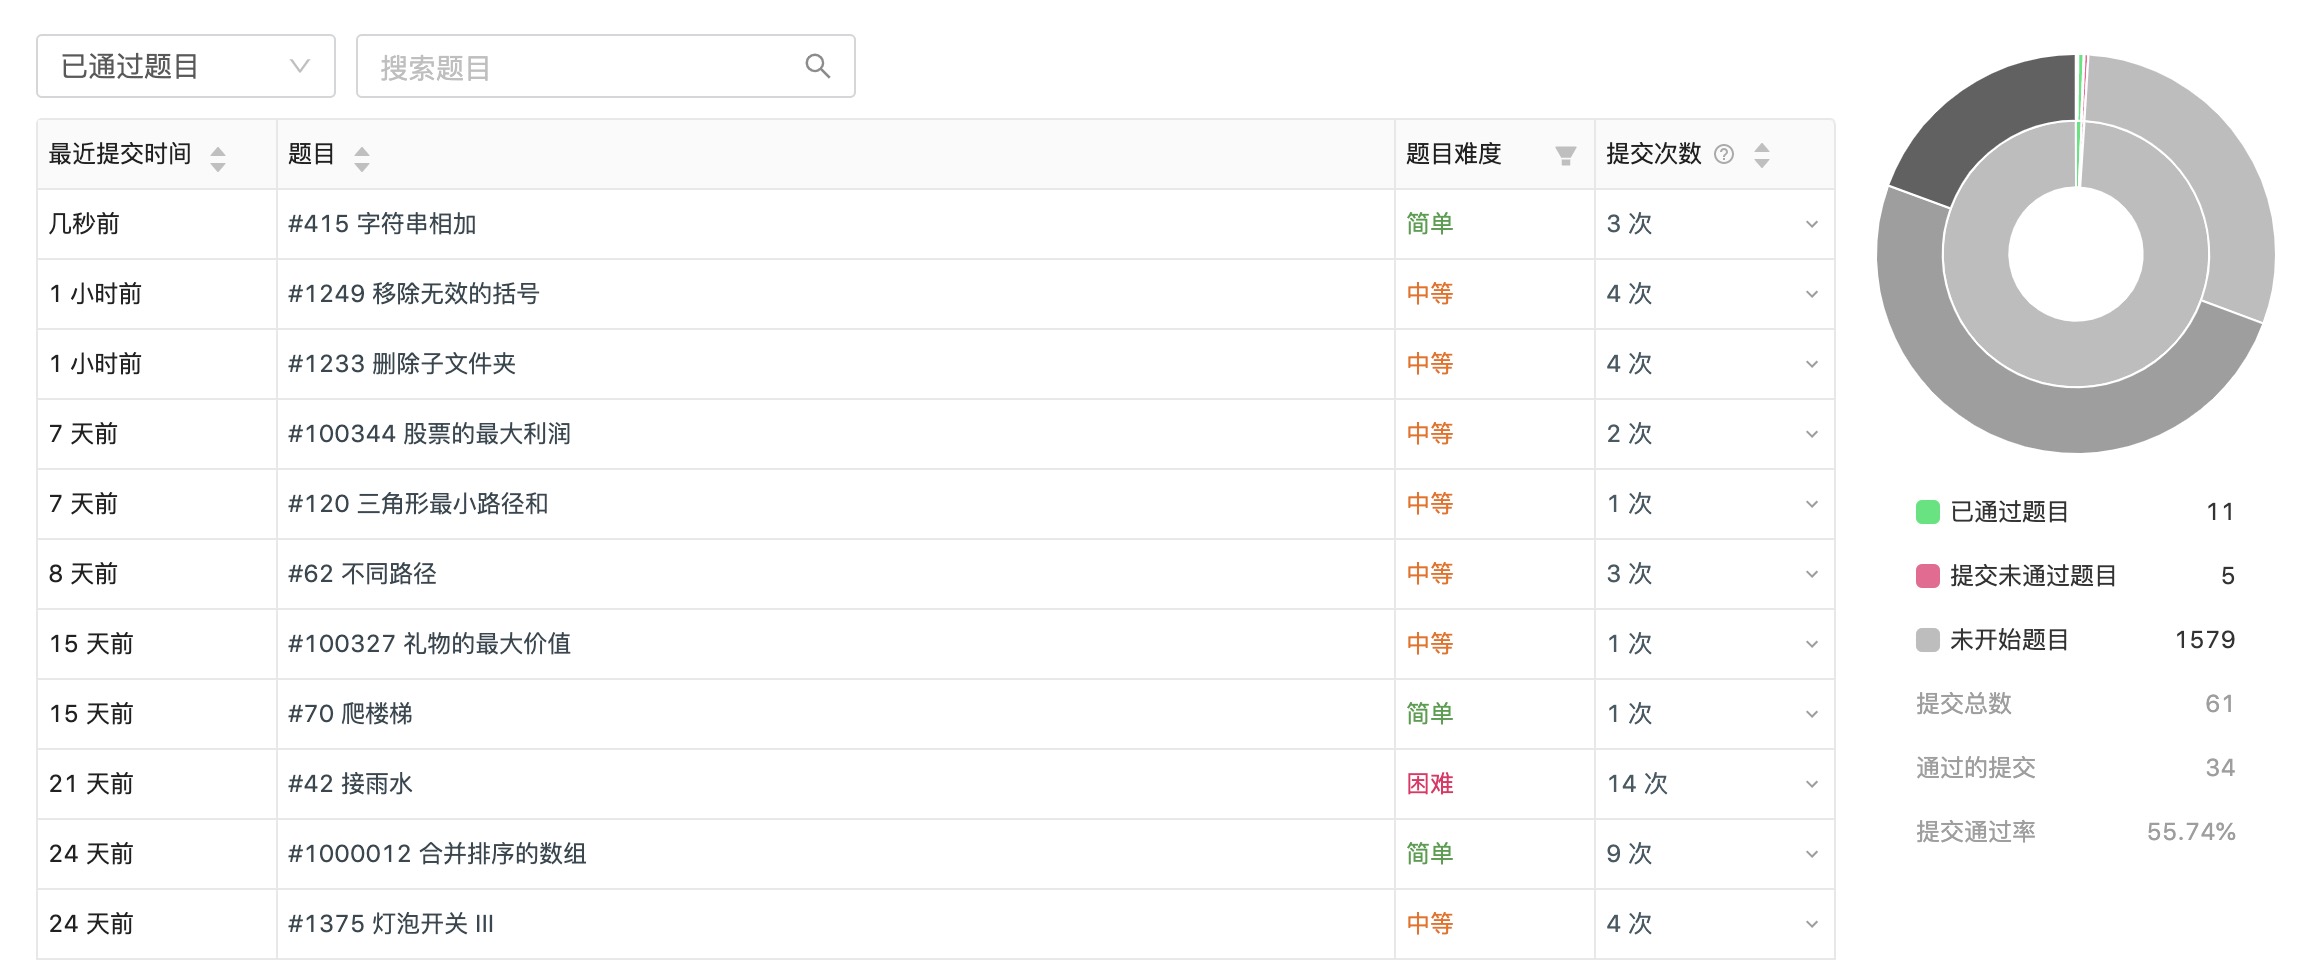 已通过题目 搜索题目
最近提交时间 题目 题目难度 提交次数 ?
几秒前 #415 字符串相加 简单 3 次
1 小时前 #1249 移除无效的括号 中等 4 次
1 小时前 #1233 删除子文件夹 中等 4 次
7 天前 #100344 股票的最大利润 中等 2 次
7 天前 #120 三角形最小路径和 中等 1 次
8 天前 #62 不同路径 中等 3 次
15 天前 #100327 礼物的最大价值 中等 1 次
15 天前 #70 爬楼梯 简单 1 次
21 天前 #42 接雨水 困难 14 次
24 天前 #1000012 合并排序的数组 简单 9 次
24 天前 #1375 灯泡开关 III 中等 4 次
已通过题目 11
提交未通过题目 5
未开始题目 1579
提交总数 61
通过的提交 34
提交通过率 55.74%